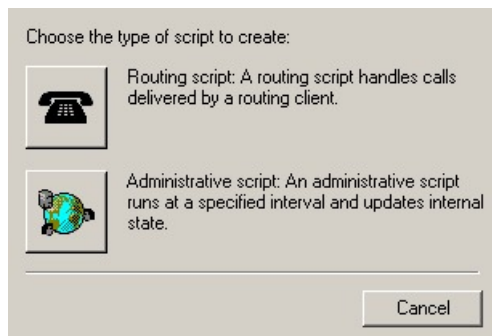 Choose the type of script to create:
Routing script: A routing script handles calls
delivered by a routing client.
Administrative script: An administrative script
runs at a specified interval and updates internal
state.
Cancel